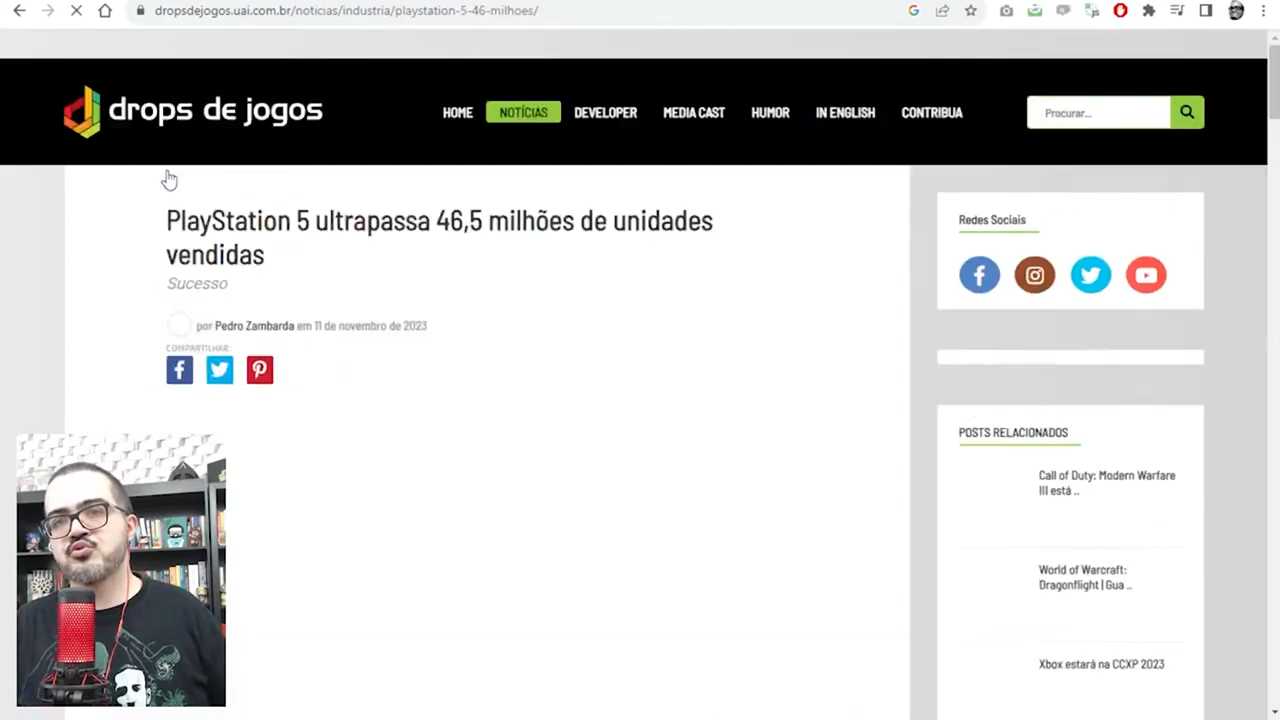 dropsdejogos.uai.com.br/noticias/industria/playstation-5-46-milhoes/
drops de jogos
HOME NOTÍCIAS DEVELOPER MEDIA CAST HUMOR IN ENGLISH CONTRIBUA
Procurar...
PlayStation 5 ultrapassa 46,5 milhões de unidades
vendidas
Sucesso
por Pedro Zambarda em 11 de novembro de 2023
COMPARTILHAR:
Redes Sociais
POSTS RELACIONADOS
Call of Duty: Modern Warfare
III está ..
World of Warcraft:
Dragonflight | Gua ..
Xbox estará na CCXP 2023